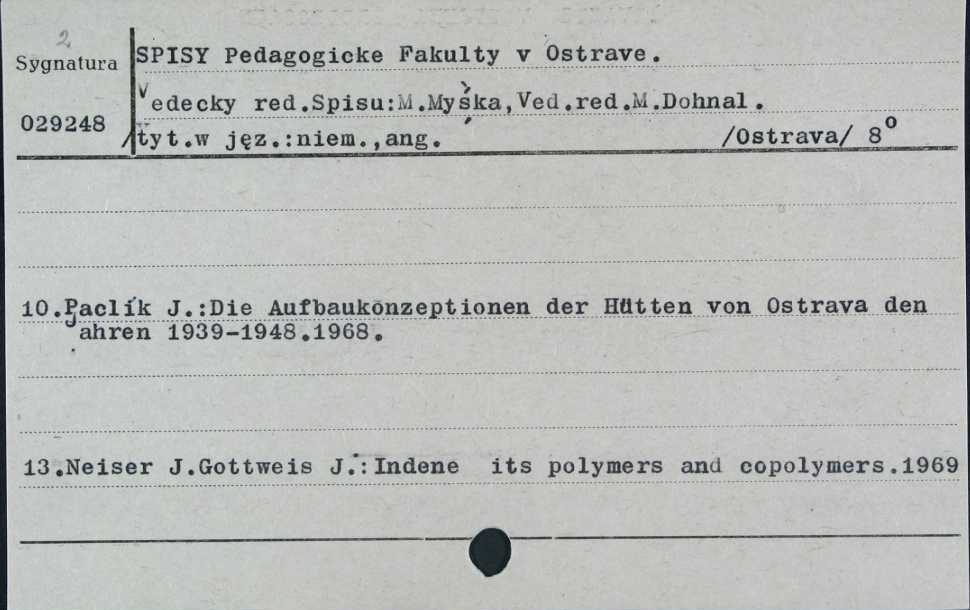 2
Sygnatura
SPISY Pedagogicke Fakulty v Ostrave.
Vedecky red.Spisu:M.Myška,Ved.red.M.Dohnal.
029248
/tyt.w jęz.:niem.,ang. /Ostrava/ 8°
10.Paclík J.:Die Aufbaukonzeptionen der Hütten von Ostrava den
Jahren 1939-1948.1968.
13.Neiser J.Gottweis J.:Indene its polymers and copolymers.1969